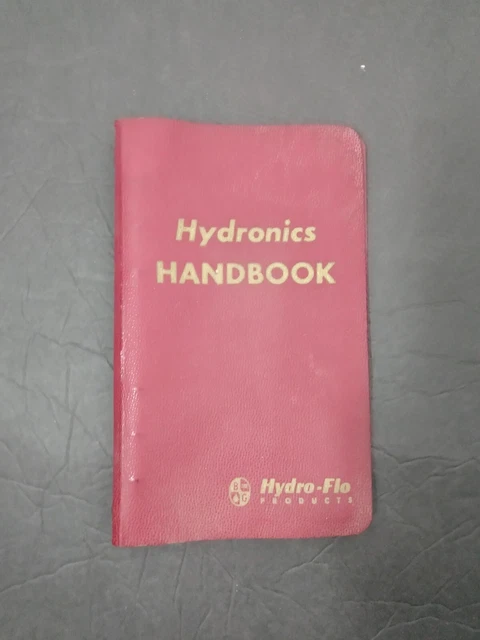 Hydronics
HANDBOOK
B & G Hydro-Flo
PRODUCTS